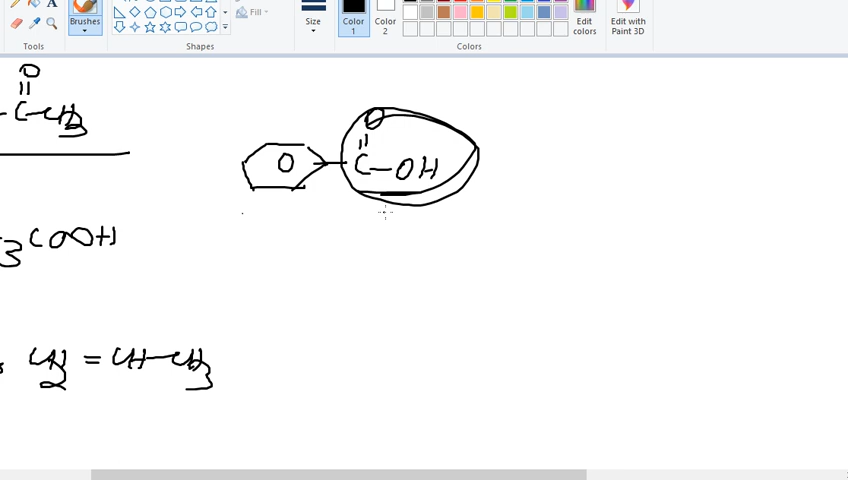 Tools
Brushes
Fill
Shapes
Size
Color 1
Color 2
Edit colors
Edit with Paint 3D
Colors
O
||
-C-CH3
O
||
O -C-OH
3COOH
CH2=CH-CH3